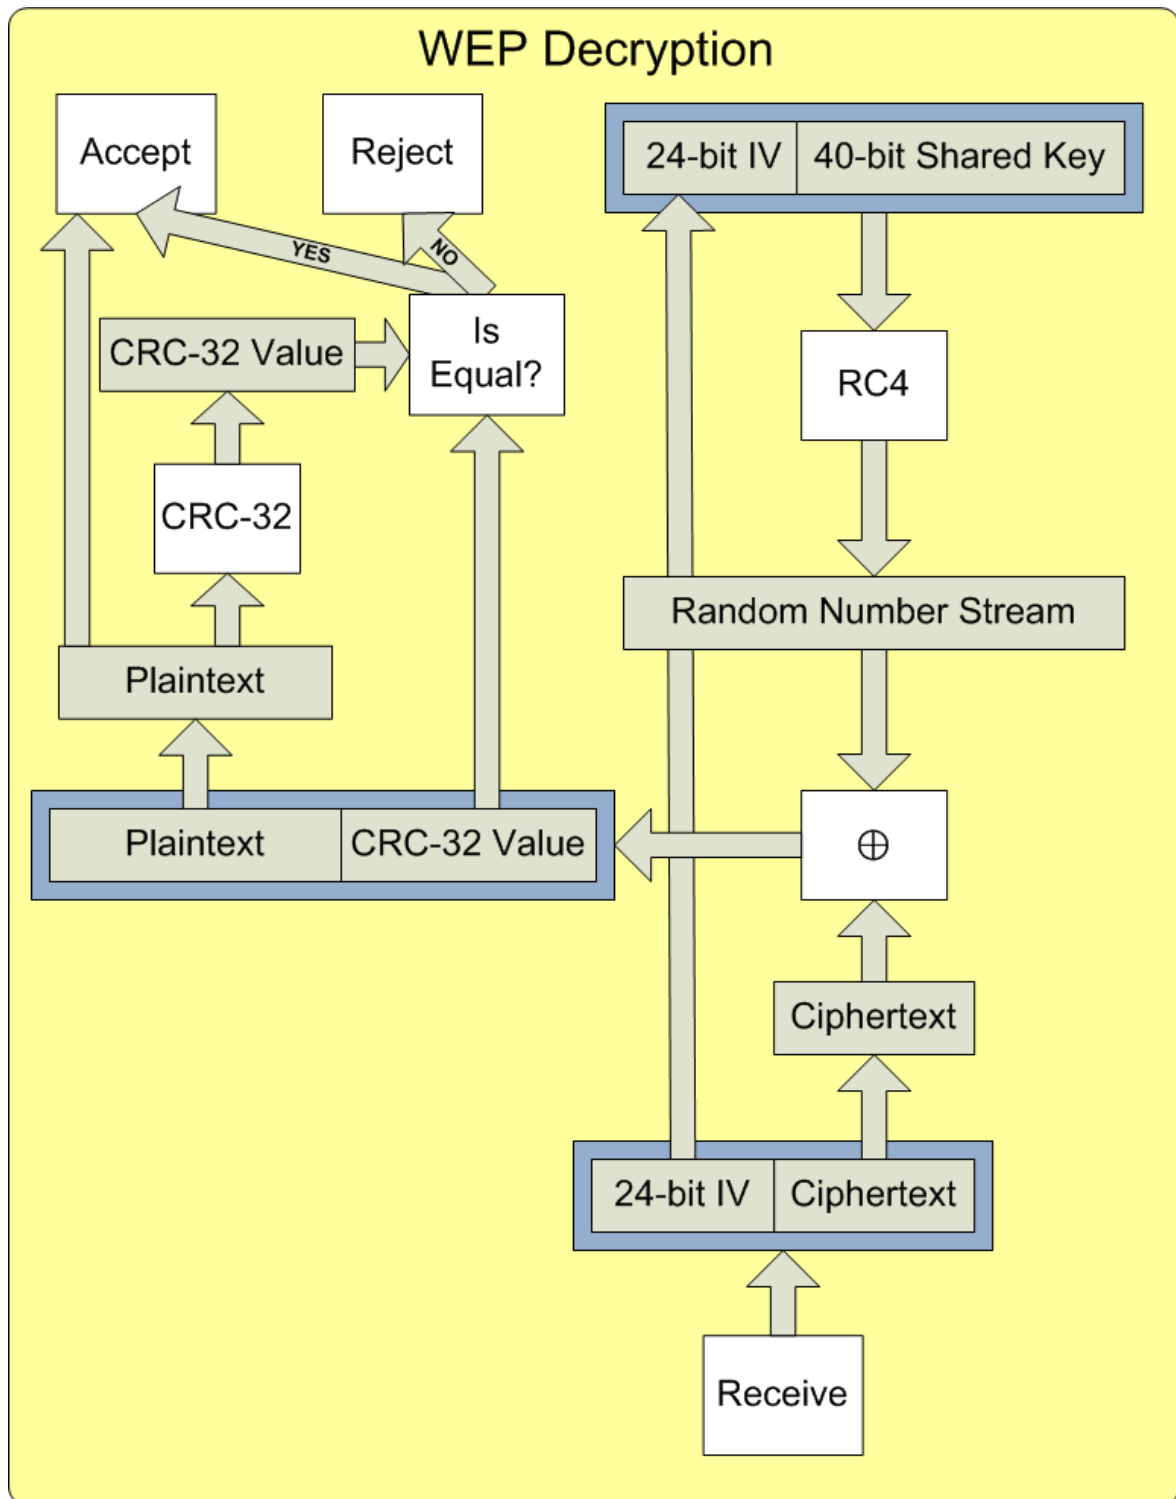 WEP Decryption
Accept
Reject
24-bit IV
40-bit Shared Key
YES
NO
CRC-32 Value
Is
Equal?
RC4
CRC-32
Random Number Stream
Plaintext
Plaintext
CRC-32 Value
⊕
Ciphertext
24-bit IV
Ciphertext
Receive